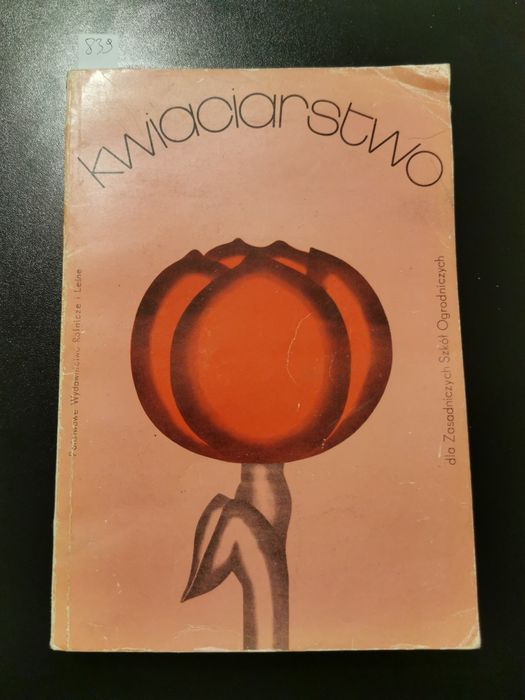 839
kwiaciarstwo
Państwowe Wydawnictwo Rolnicze i Leśne
dla Zasadniczych Szkół Ogrodniczych